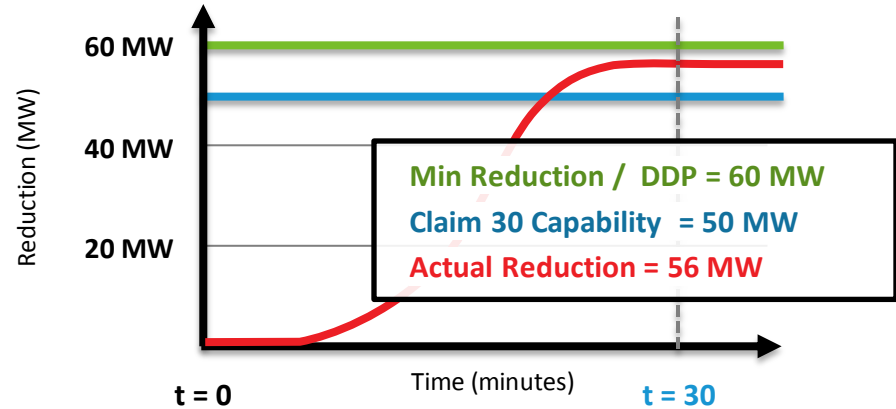 60 MW
40 MW
20 MW
Reduction (MW)
Min Reduction / DDP = 60 MW
Claim 30 Capability = 50 MW
Actual Reduction = 56 MW
t = 0
Time (minutes)
t = 30